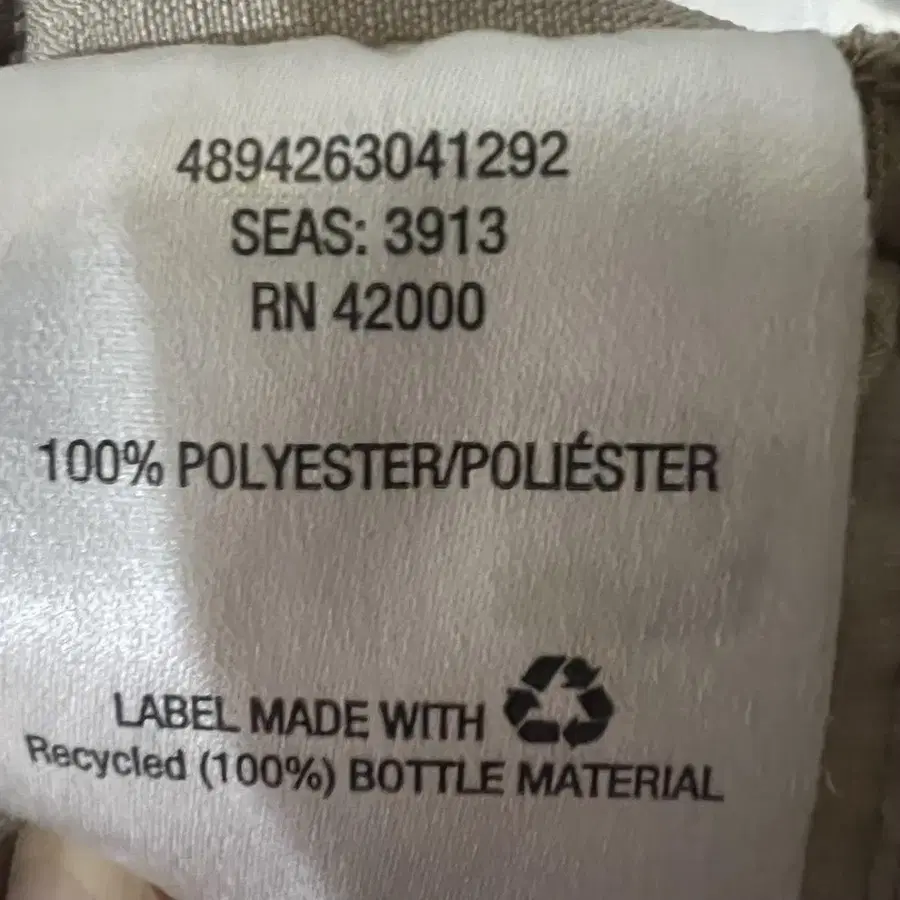 4894263041292
SEAS: 3913
RN 42000
100% POLYESTER/POLIÉSTER
LABEL MADE WITH
Recycled (100%) BOTTLE MATERIAL